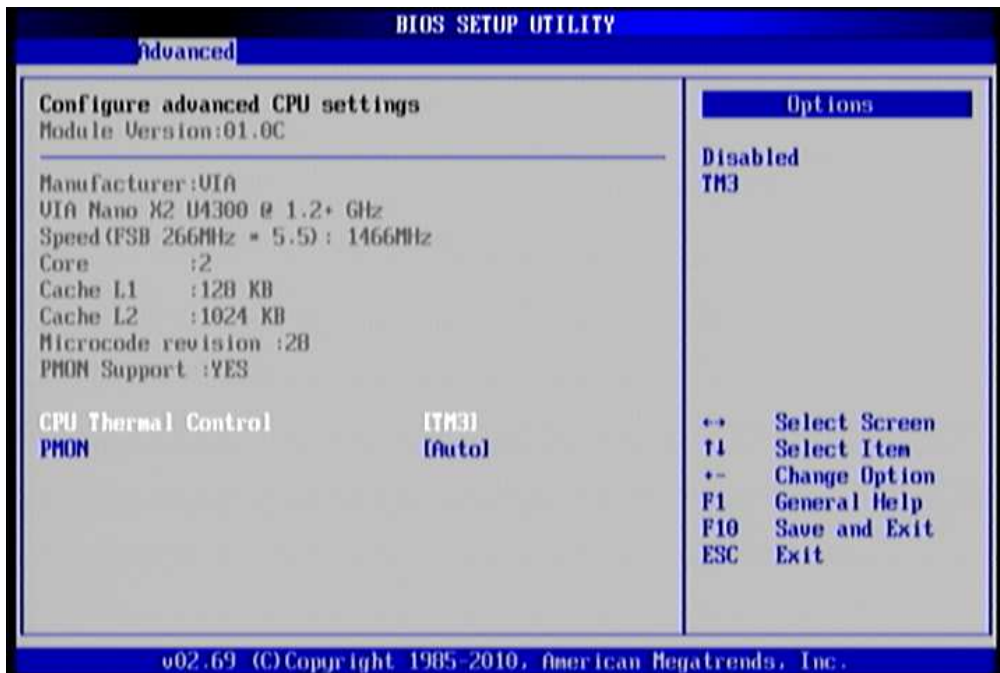 BIOS SETUP UTILITY
Advanced
Configure advanced CPU settings
Module Version:01.0C
Manufacturer:VIA
VIA Nano X2 U4300 @ 1.2+ GHz
Speed(FSB 266MHz * 5.5): 1466MHz
Core :2
Cache L1 :128 KB
Cache L2 :1024 KB
Microcode revision :28
PMON Support :YES
CPU Thermal Control [TM3]
PMON [Auto]
Options
Disabled
TM3
←→ Select Screen
↑↓ Select Item
+- Change Option
F1 General Help
F10 Save and Exit
ESC Exit
v02.69 (C)Copyright 1985-2010, American Megatrends, Inc.